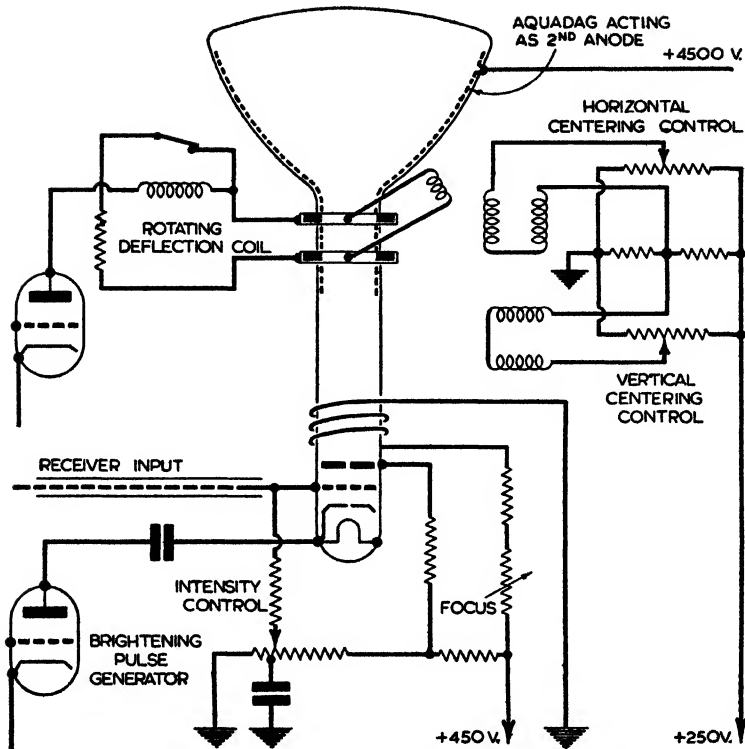 AQUADAG ACTING
AS 2ND ANODE
+4500 V.
HORIZONTAL
CENTERING CONTROL
ROTATING
DEFLECTION COIL
VERTICAL
CENTERING
CONTROL
RECEIVER INPUT
INTENSITY
CONTROL
FOCUS
BRIGHTENING
PULSE
GENERATOR
+450V.
+250V.